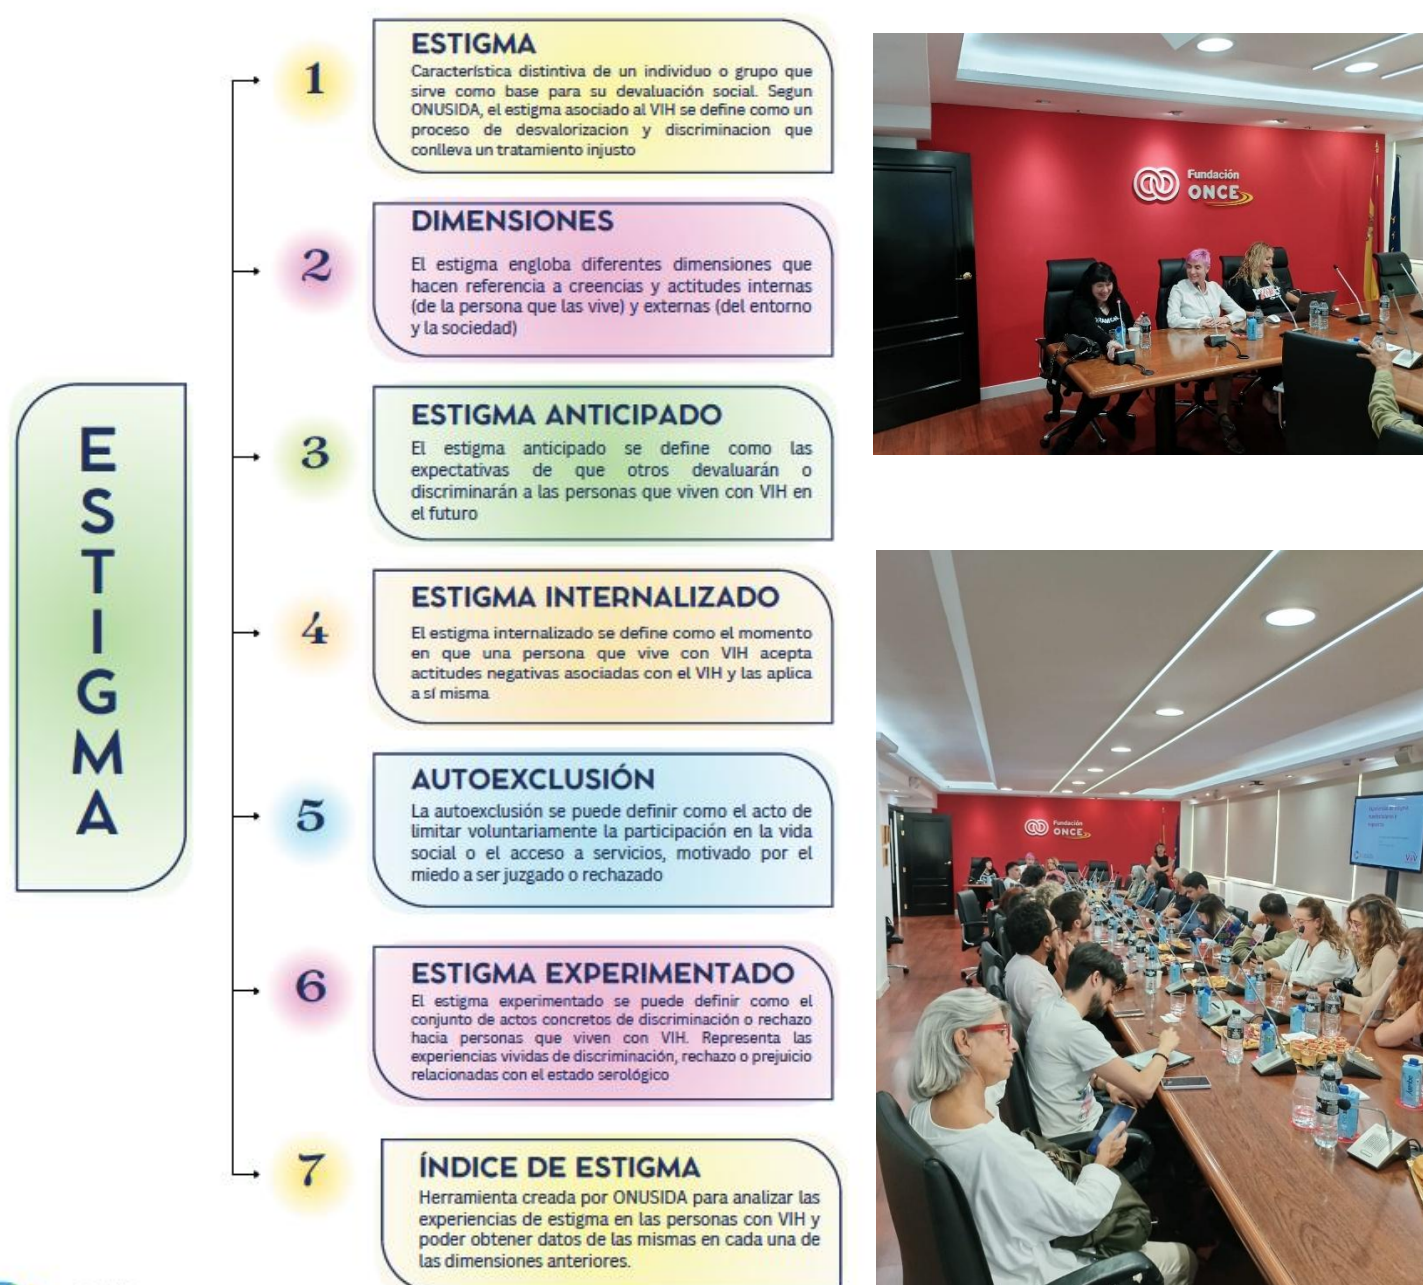 ESTIGMA
1
ESTIGMA
Característica distintiva de un individuo o grupo que
sirve como base para su devaluación social. Segun
ONUSIDA, el estigma asociado al VIH se define como un
proceso de desvalorizacion y discriminacion que
conlleva un tratamiento injusto
2
DIMENSIONES
El estigma engloba diferentes dimensiones que
hacen referencia a creencias y actitudes internas
(de la persona que las vive) y externas (del entorno
y la sociedad)
3
ESTIGMA ANTICIPADO
El estigma anticipado se define como las
expectativas de que otros devaluarán o
discriminarán a las personas que viven con VIH en
el futuro
4
ESTIGMA INTERNALIZADO
El estigma internalizado se define como el momento
en que una persona que vive con VIH acepta
actitudes negativas asociadas con el VIH y las aplica
a sí misma
5
AUTOEXCLUSIÓN
La autoexclusión se puede definir como el acto de
limitar voluntariamente la participación en la vida
social o el acceso a servicios, motivado por el
miedo a ser juzgado o rechazado
6
ESTIGMA EXPERIMENTADO
El estigma experimentado se puede definir como el
conjunto de actos concretos de discriminación o rechazo
hacia personas que viven con VIH. Representa las
experiencias vividas de discriminación, rechazo o prejuicio
relacionadas con el estado serológico
7
ÍNDICE DE ESTIGMA
Herramienta creada por ONUSIDA para analizar las
experiencias de estigma en las personas con VIH y
poder obtener datos de las mismas en cada una de
las dimensiones anteriores.
Fundación
ONCE
Fundación
ONCE